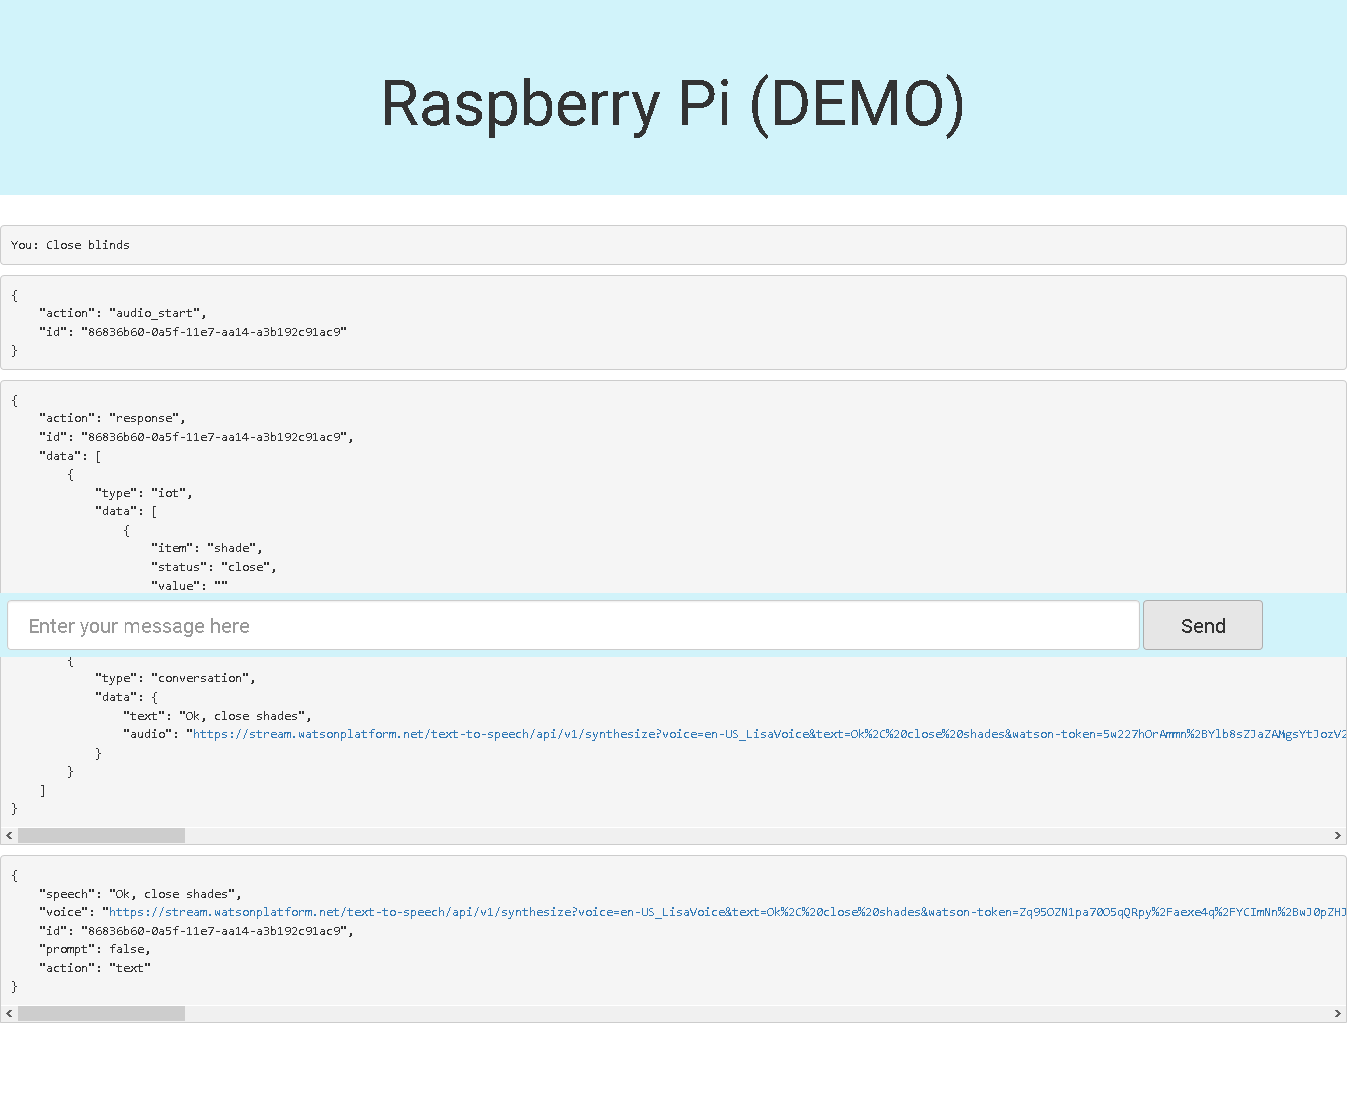 Raspberry Pi (DEMO)
You: Close blinds
{
    "action": "audio_start",
    "id": "86836b60-0a5f-11e7-aa14-a3b192c91ac9"
}
{
    "action": "response",
    "id": "86836b60-0a5f-11e7-aa14-a3b192c91ac9",
    "data": [
        {
            "type": "iot",
            "data": [
                {
                    "item": "shade",
                    "status": "close",
                    "value": ""
Enter your message here
Send
        {
            "type": "conversation",
            "data": {
                "text": "Ok, close shades",
                "audio": "https://stream.watsonplatform.net/text-to-speech/api/v1/synthesize?voice=en-US_LisaVoice&text=Ok%2C%20close%20shades&watson-token=5w227hOrAmmn%2BYlb8sZJaZAMgsYtJozV2
            }
        }
    ]
}
{
    "speech": "Ok, close shades",
    "voice": "https://stream.watsonplatform.net/text-to-speech/api/v1/synthesize?voice=en-US_LisaVoice&text=Ok%2C%20close%20shades&watson-token=Zq95OZN1pa70O5qQRpy%2Faexe4q%2FYCImNn%2BwJ0pZHJ
    "id": "86836b60-0a5f-11e7-aa14-a3b192c91ac9",
    "prompt": false,
    "action": "text"
}